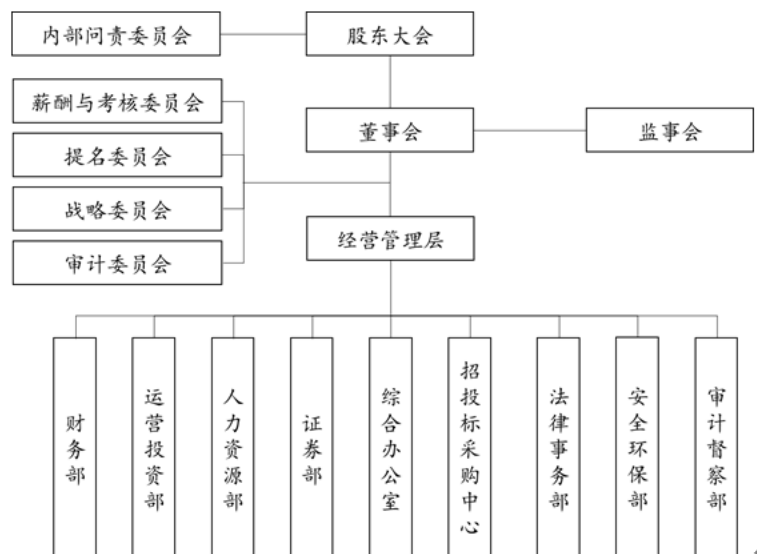 内部问责委员会
股东大会
薪酬与考核委员会
董事会
监事会
提名委员会
战略委员会
经营管理层
审计委员会
财务部
运营投资部
人力资源部
证券部
综合办公室
招投标采购中心
法律事务部
安全环保部
审计督察部